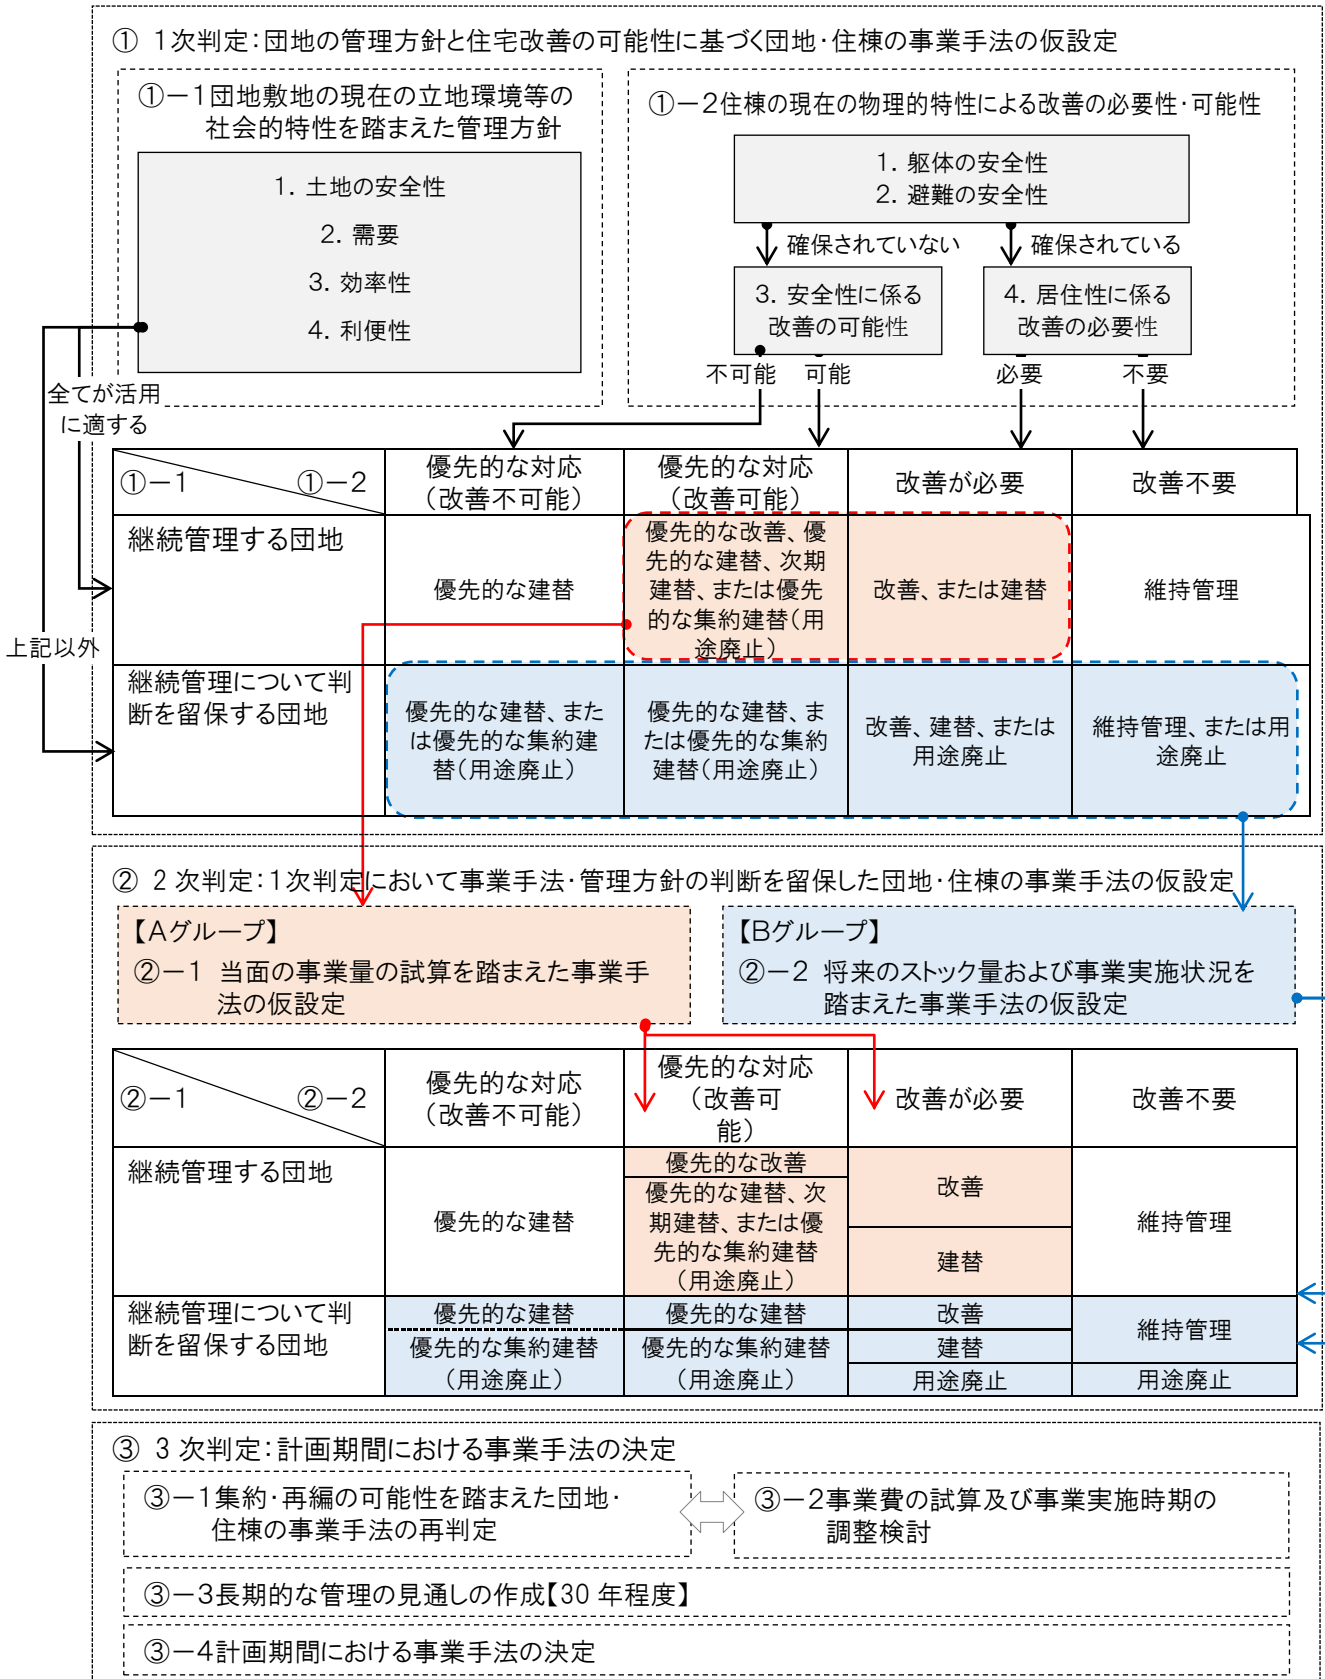 ① 1次判定：団地の管理方針と住宅改善の可能性に基づく団地・住棟の事業手法の仮設定
①－1団地敷地の現在の立地環境等の
社会的特性を踏まえた管理方針
1．土地の安全性
2．需要
3．効率性
4．利便性
①－2住棟の現在の物理的特性による改善の必要性・可能性
1．躯体の安全性
2．避難の安全性
確保されていない
確保されている
3．安全性に係る
改善の可能性
4．居住性に係る
改善の必要性
不可能
可能
必要
不要
全てが活用
に適する
上記以外
①－1
①－2
優先的な対応
（改善不可能）
優先的な対応
（改善可能）
改善が必要
改善不要
継続管理する団地
優先的な建替
優先的な改善、優
先的な建替、次期
建替、または優先
的な集約建替（用
途廃止）
改善、または建替
維持管理
継続管理について判
断を留保する団地
優先的な建替、また
は優先的な集約建
替（用途廃止）
優先的な建替、ま
たは優先的な集約
建替（用途廃止）
改善、建替、または
用途廃止
維持管理、または用
途廃止
② 2次判定：1次判定において事業手法・管理方針の判断を留保した団地・住棟の事業手法の仮設定
【Aグループ】
②－1 当面の事業量の試算を踏まえた事業手
法の仮設定
【Bグループ】
②－2 将来のストック量および事業実施状況を
踏まえた事業手法の仮設定
②－1
②－2
優先的な対応
（改善不可能）
優先的な対応
（改善可
能）
改善が必要
改善不要
継続管理する団地
優先的な建替
優先的な改善
優先的な建替、次
期建替、または優
先的な集約建替
（用途廃止）
改善
建替
維持管理
継続管理について判
断を留保する団地
優先的な建替
優先的な集約建替
（用途廃止）
優先的な建替
優先的な集約建替
（用途廃止）
改善
建替
用途廃止
維持管理
用途廃止
③ 3次判定：計画期間における事業手法の決定
③－1集約・再編の可能性を踏まえた団地・
住棟の事業手法の再判定
③－2事業費の試算及び事業実施時期の
調整検討
③－3長期的な管理の見通しの作成【30 年程度】
③－4計画期間における事業手法の決定